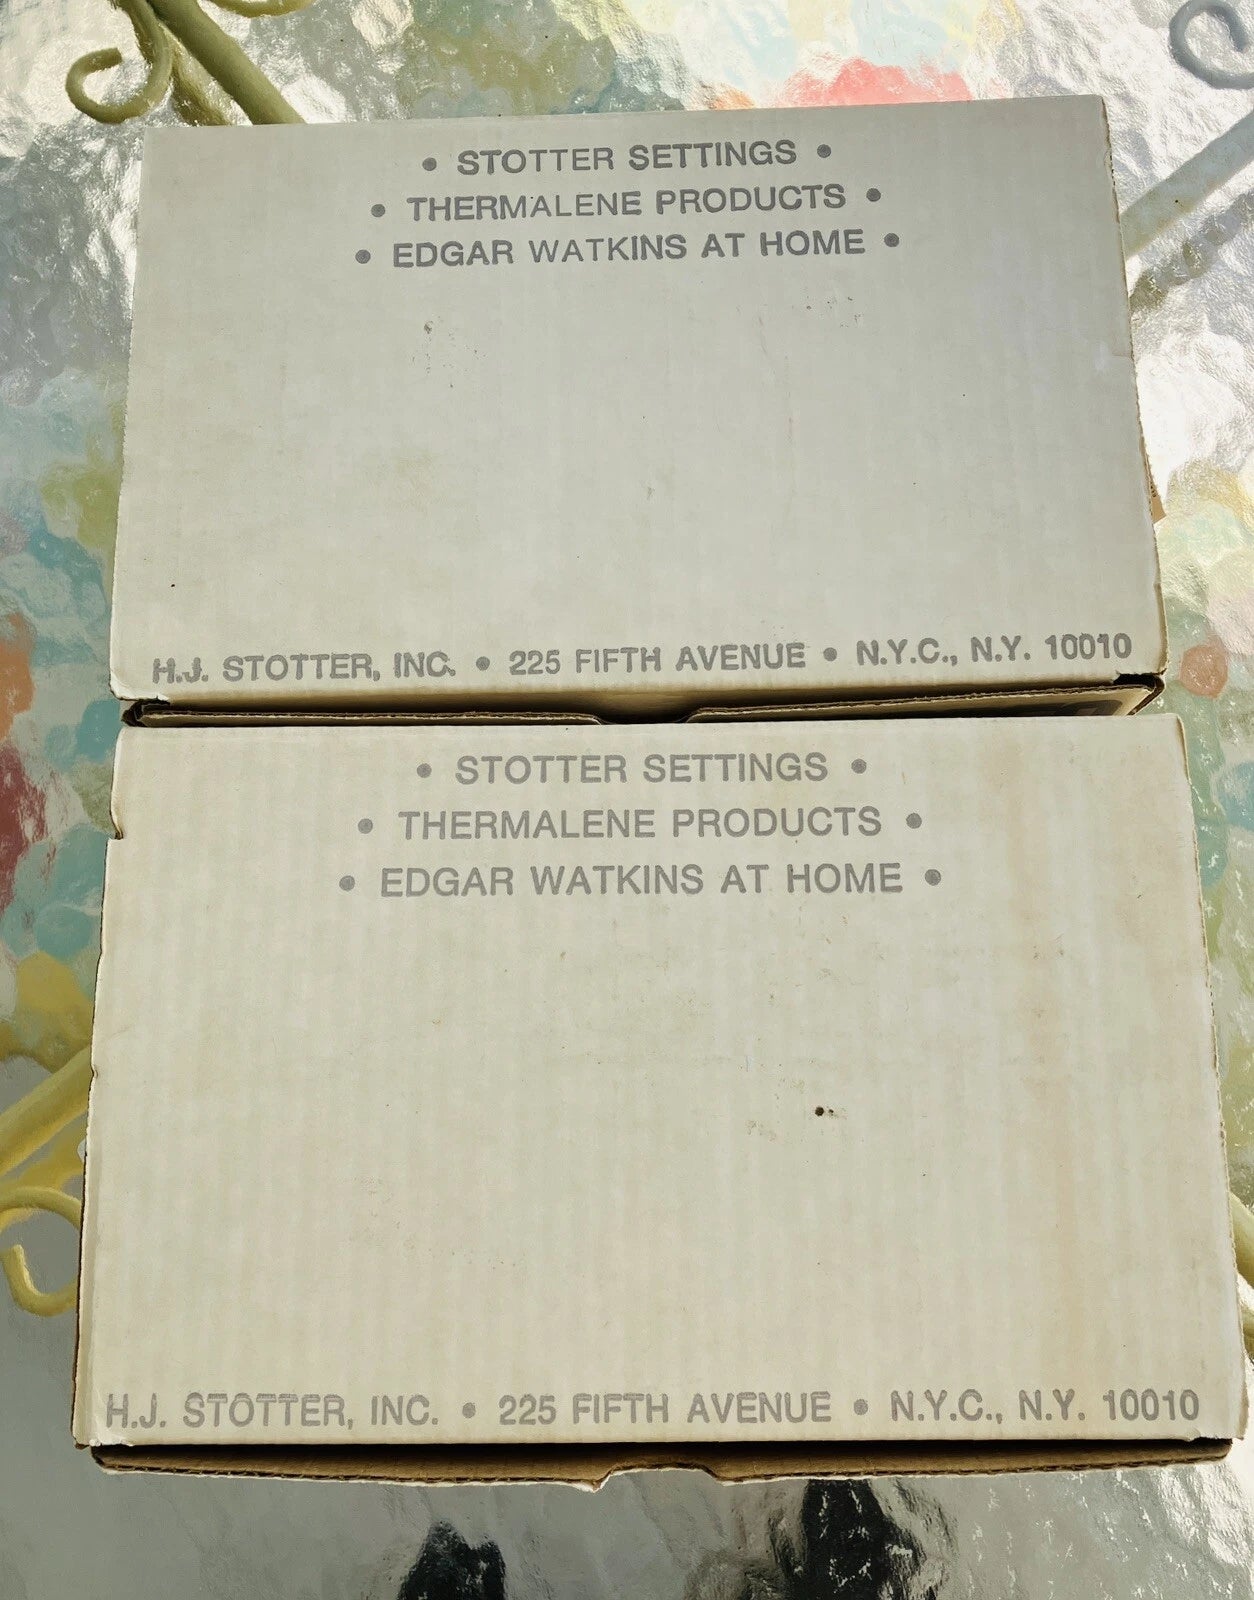 • STOTTER SETTINGS •
• THERMALENE PRODUCTS •
• EDGAR WATKINS AT HOME •
H.J. STOTTER, INC. • 225 FIFTH AVENUE • N.Y.C., N.Y. 10010
• STOTTER SETTINGS •
• THERMALENE PRODUCTS •
• EDGAR WATKINS AT HOME •
H.J. STOTTER, INC. • 225 FIFTH AVENUE • N.Y.C., N.Y. 10010